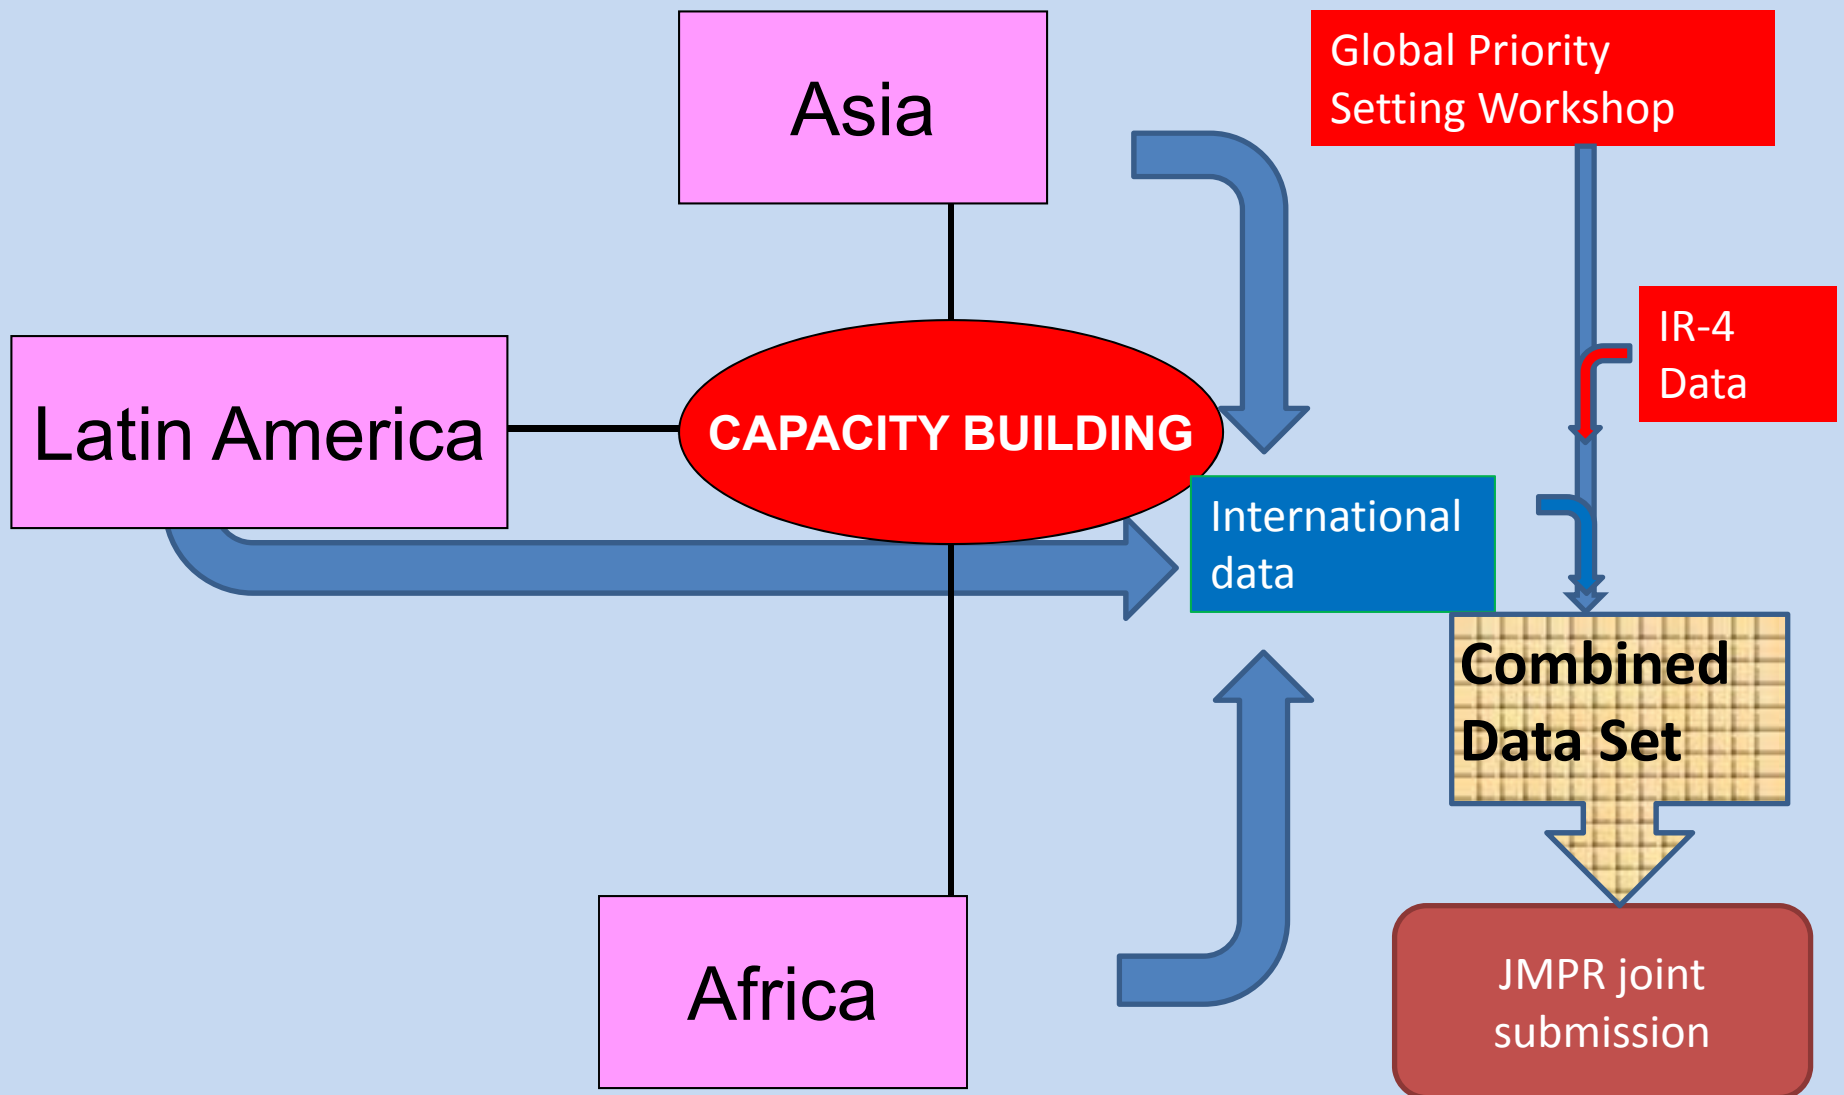 Asia
Global Priority
Setting Workshop
IR-4
Data
Latin America
CAPACITY BUILDING
International
data
Combined
Data Set
Africa
JMPR joint
submission